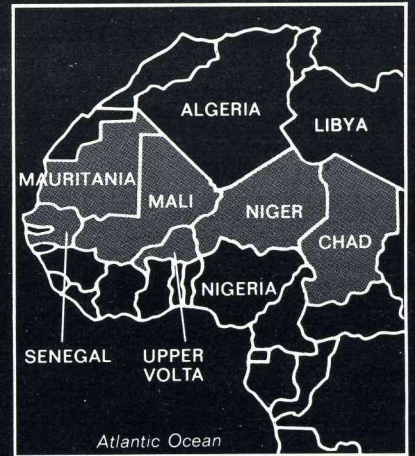 ALGERIA
LIBYA
MAURITANIA
MALI
NIGER
CHAD
NIGERIA
SENEGAL
UPPER
VOLTA
Atlantic Ocean